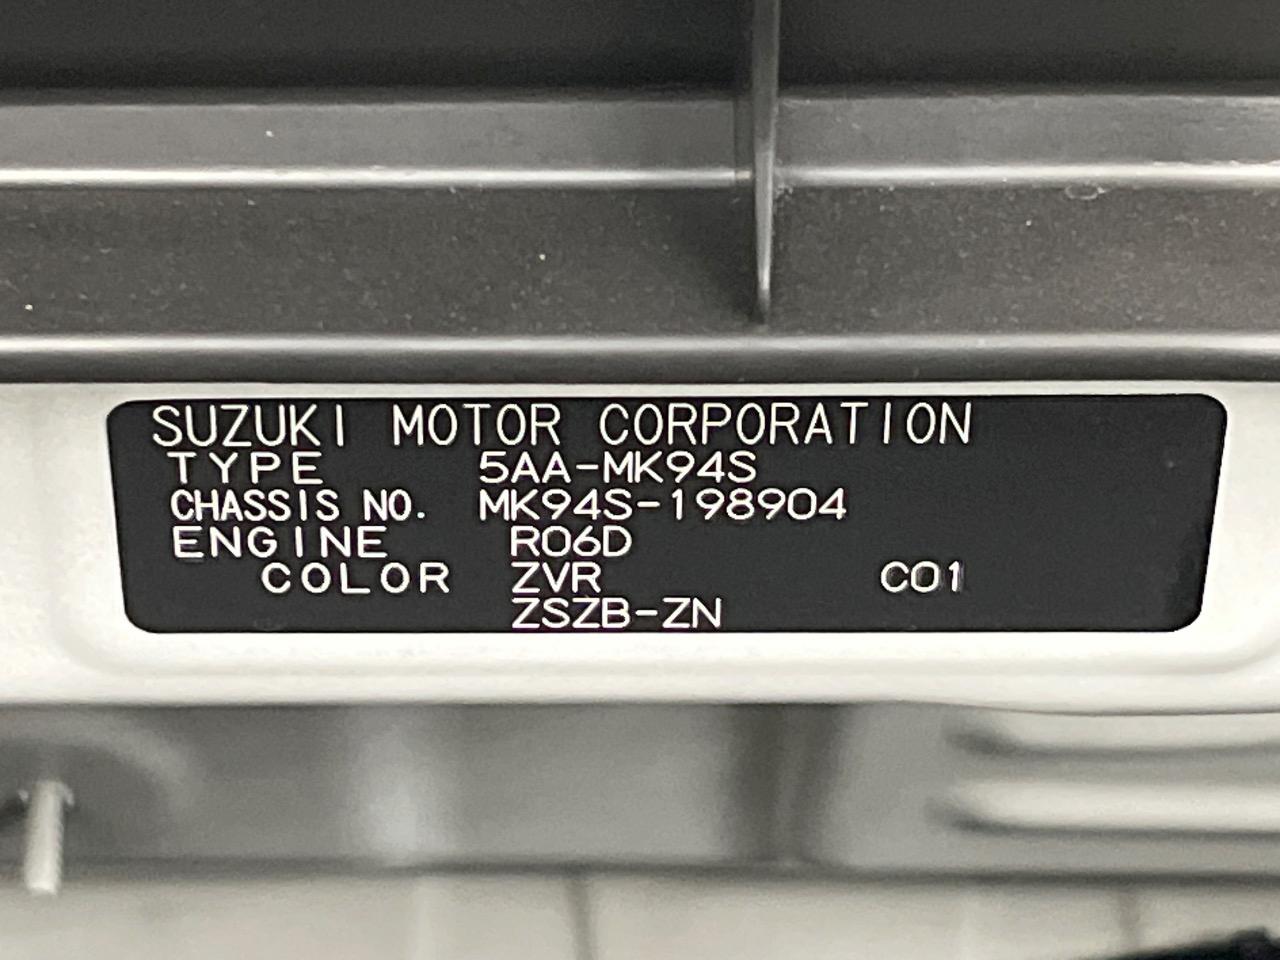 SUZUKI MOTOR CORPORATION
TYPE 5AA-MK94S
CHASSIS NO. MK94S-198904
ENGINE R06D
COLOR ZVR C01
ZSZB-ZN